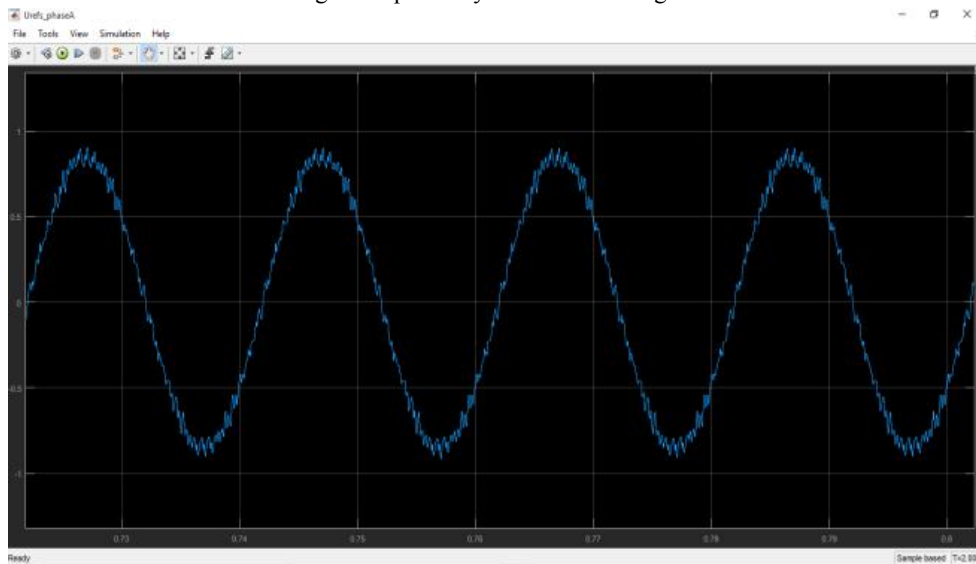 Urefs_phaseA
File Tools View Simulation Help
1
0.5
0
-0.5
-1
0.73 0.74 0.75 0.76 0.77 0.78 0.79 0.8
Ready Sample based